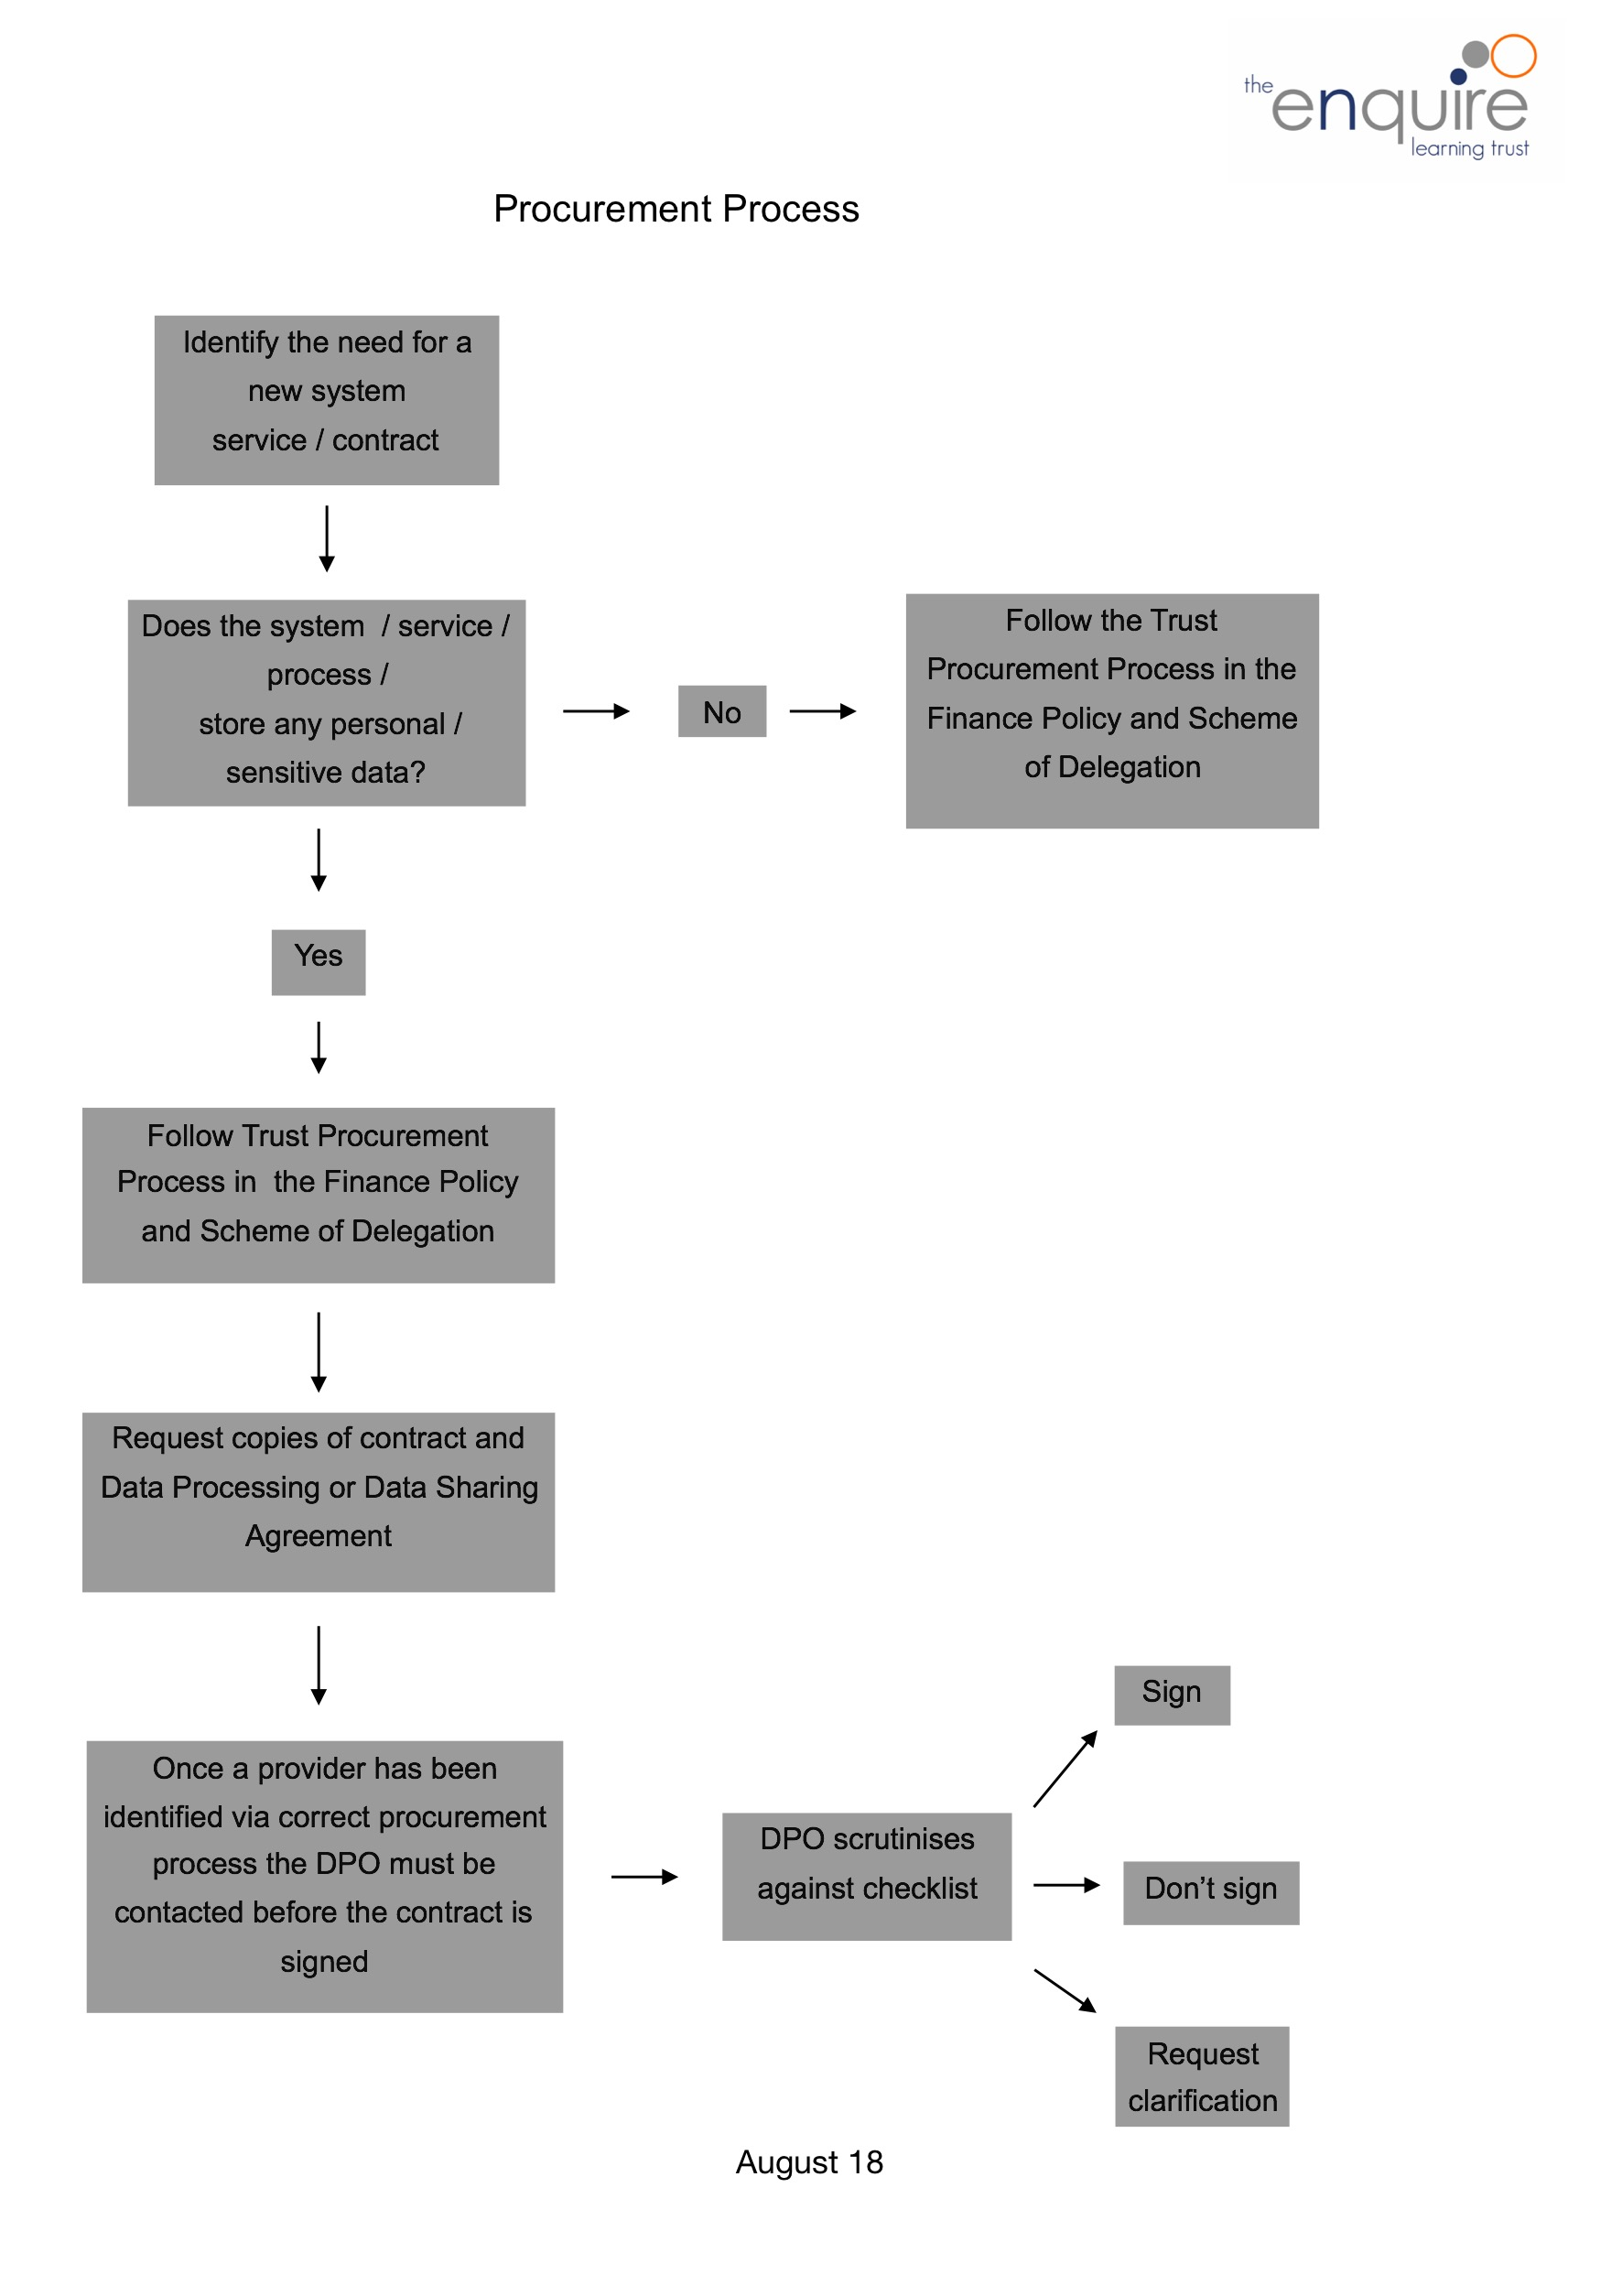 the
enquire
learning trust
Procurement Process
Identify the need for a
new system
service / contract
Does the system  / service /
process /
store any personal /
sensitive data?
No
Follow the Trust
Procurement Process in the
Finance Policy and Scheme
of Delegation
Yes
Follow Trust Procurement
Process in  the Finance Policy
and Scheme of Delegation
Request copies of contract and
Data Processing or Data Sharing
Agreement
Once a provider has been
identified via correct procurement
process the DPO must be
contacted before the contract is
signed
DPO scrutinises
against checklist
Sign
Don’t sign
Request
clarification
August 18